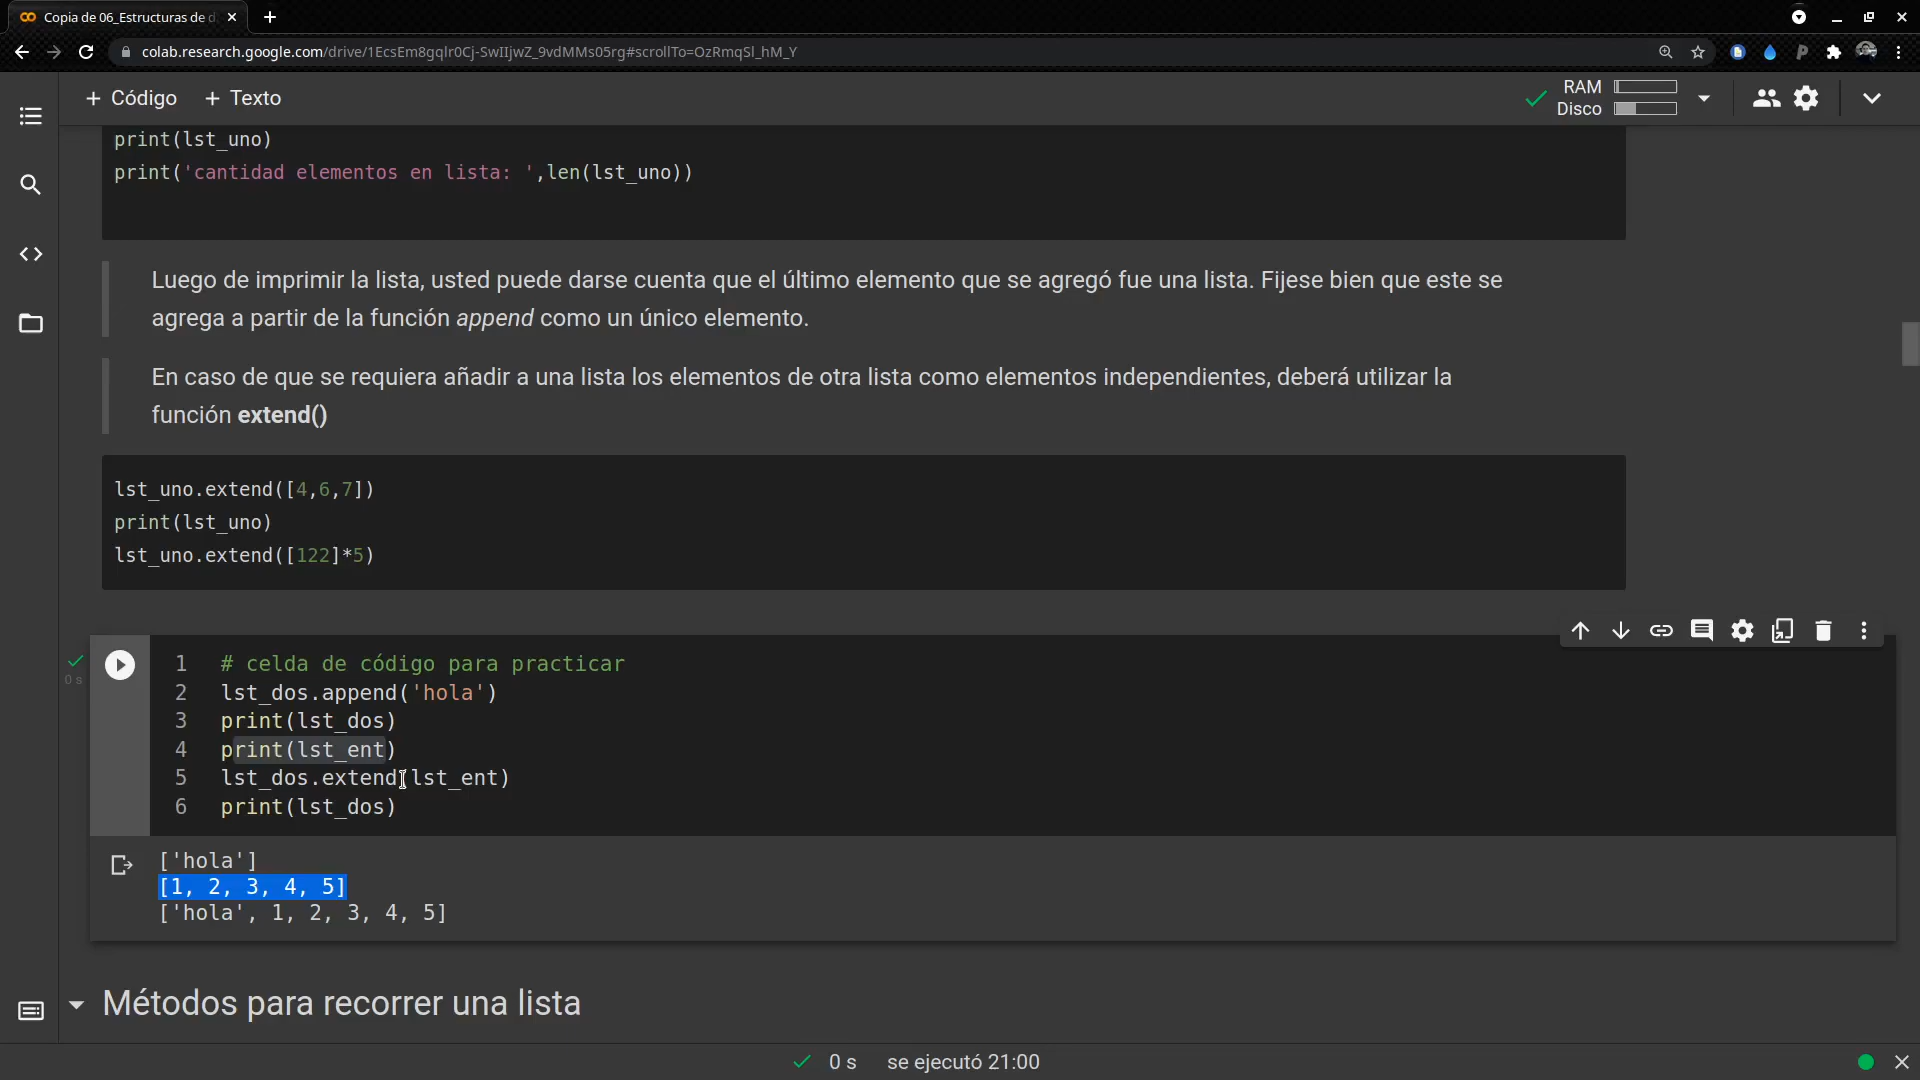 Copia de 06_Estructuras de d
colab.research.google.com/drive/1EcsEm8gqlr0Cj-SwIIjwZ_9vdMMs05rg#scrollTo=OzRmqSl_hM_Y
+ Código + Texto
RAM
Disco
print(lst_uno)
print('cantidad elementos en lista: ',len(lst_uno))
Luego de imprimir la lista, usted puede darse cuenta que el último elemento que se agregó fue una lista. Fijese bien que este se
agrega a partir de la función append como un único elemento.
En caso de que se requiera añadir a una lista los elementos de otra lista como elementos independientes, deberá utilizar la
función extend()
lst_uno.extend([4,6,7])
print(lst_uno)
lst_uno.extend([122]*5)
0 s
1 # celda de código para practicar
2 lst_dos.append('hola')
3 print(lst_dos)
4 print(lst_ent)
5 lst_dos.extend(lst_ent)
6 print(lst_dos)
['hola']
[1, 2, 3, 4, 5]
['hola', 1, 2, 3, 4, 5]
Métodos para recorrer una lista
0 s se ejecutó 21:00